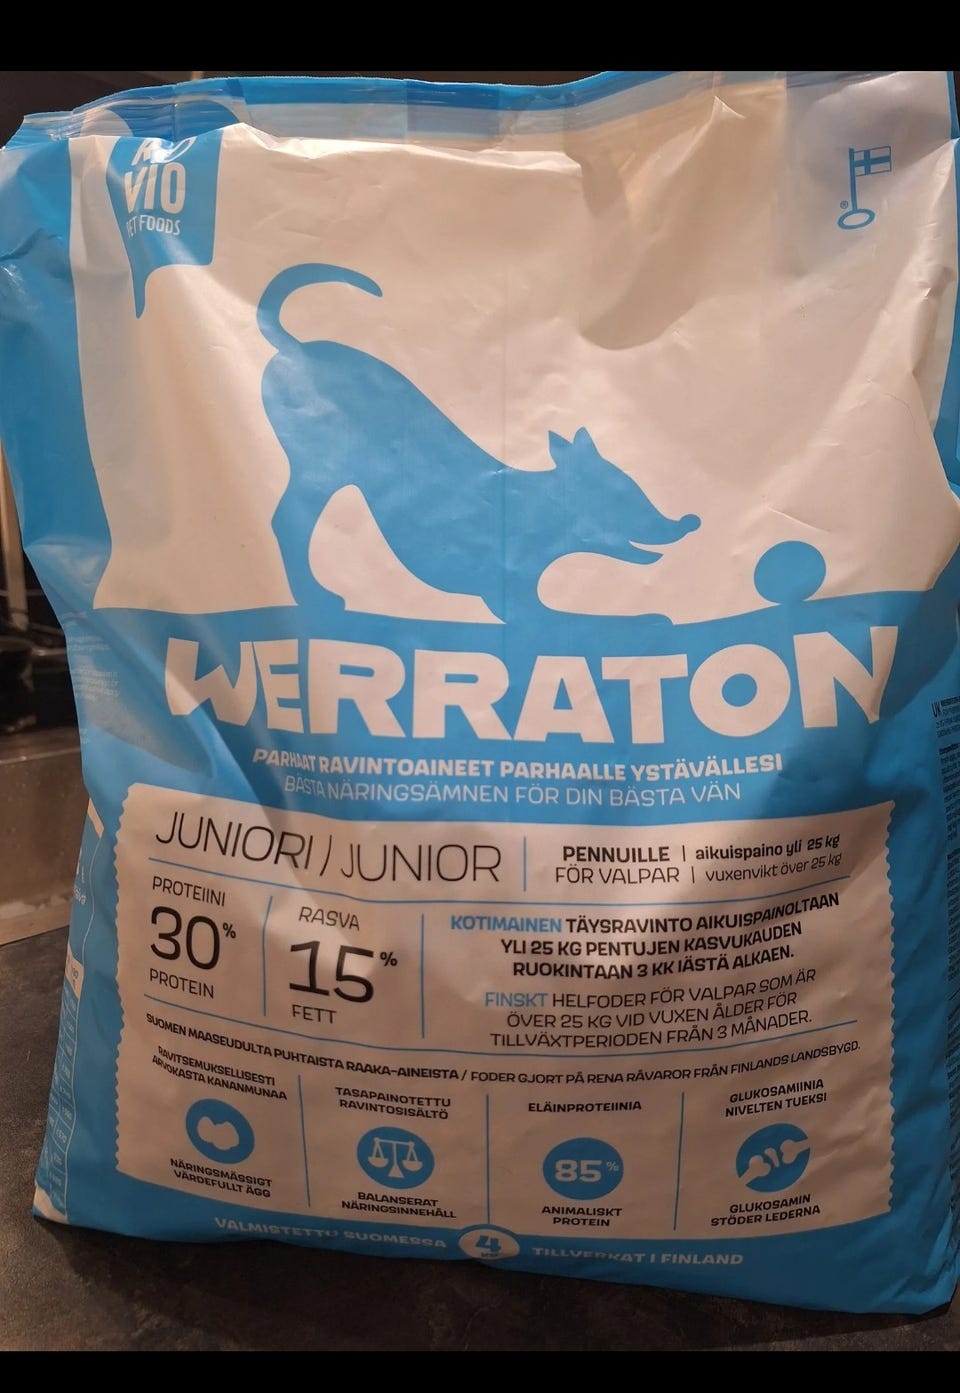 VIO
PET FOODS
®
WERRATON
PARHAAT RAVINTOAINEET PARHAALLE YSTÄVÄLLESI
BÄSTA NÄRINGSÄMNEN FÖR DIN BÄSTA VÄN
JUNIORI / JUNIOR
PENNUILLE | aikuispaino yli 25 kg
FÖR VALPAR | vuxenvikt över 25 kg
PROTEIINI
30%
PROTEIN
RASVA
15%
FETT
KOTIMAINEN TÄYSRAVINTO AIKUISPAINOLTAAN
YLI 25 KG PENTUJEN KASVUKAUDEN
RUOKINTAAN 3 KK IÄSTÄ ALKAEN.
FINSKT HELFODER FÖR VALPAR SOM ÄR
ÖVER 25 KG VID VUXEN ÅLDER FÖR
TILLVÄXTPERIODEN FRÅN 3 MÅNADER.
SUOMEN MAASEUDULTA PUHTAISTA RAAKA-AINEISTA / FODER GJORT PÅ RENA RÅVAROR FRÅN FINLANDS LANDSBYGD.
RAVITSEMUKSELLISESTI
ARVOKASTA KANANMUNAA
NÄRINGSMÄSSIGT
VÄRDEFULLT ÄGG
TASAPAINOTETTU
RAVINTOSISÄLTÖ
BALANSERAT
NÄRINGSINNEHÅLL
ELÄINPROTEIINIA
85%
ANIMALISKT
PROTEIN
GLUKOSAMIINIA
NIVELTEN TUEKSI
GLUKOSAMIN
STÖDER LEDERNA
VALMISTETTU SUOMESSA
4
TILLVERKAT I FINLAND
UK